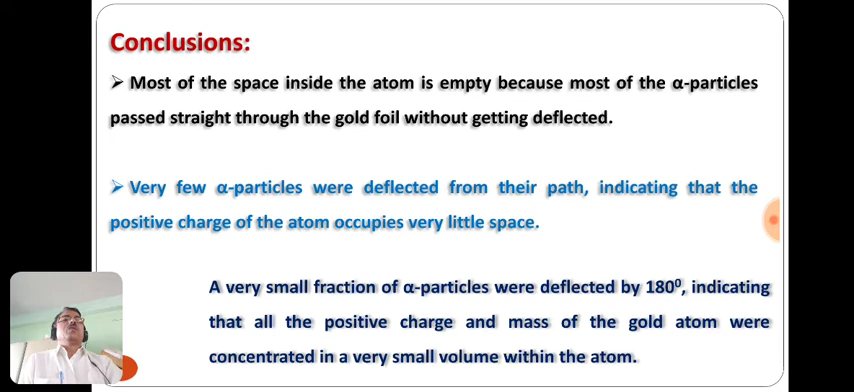 Conclusions:
➢ Most of the space inside the atom is empty because most of the α-particles
passed straight through the gold foil without getting deflected.
➢ Very few α-particles were deflected from their path, indicating that the
positive charge of the atom occupies very little space.
A very small fraction of α-particles were deflected by 180⁰, indicating
that all the positive charge and mass of the gold atom were
concentrated in a very small volume within the atom.